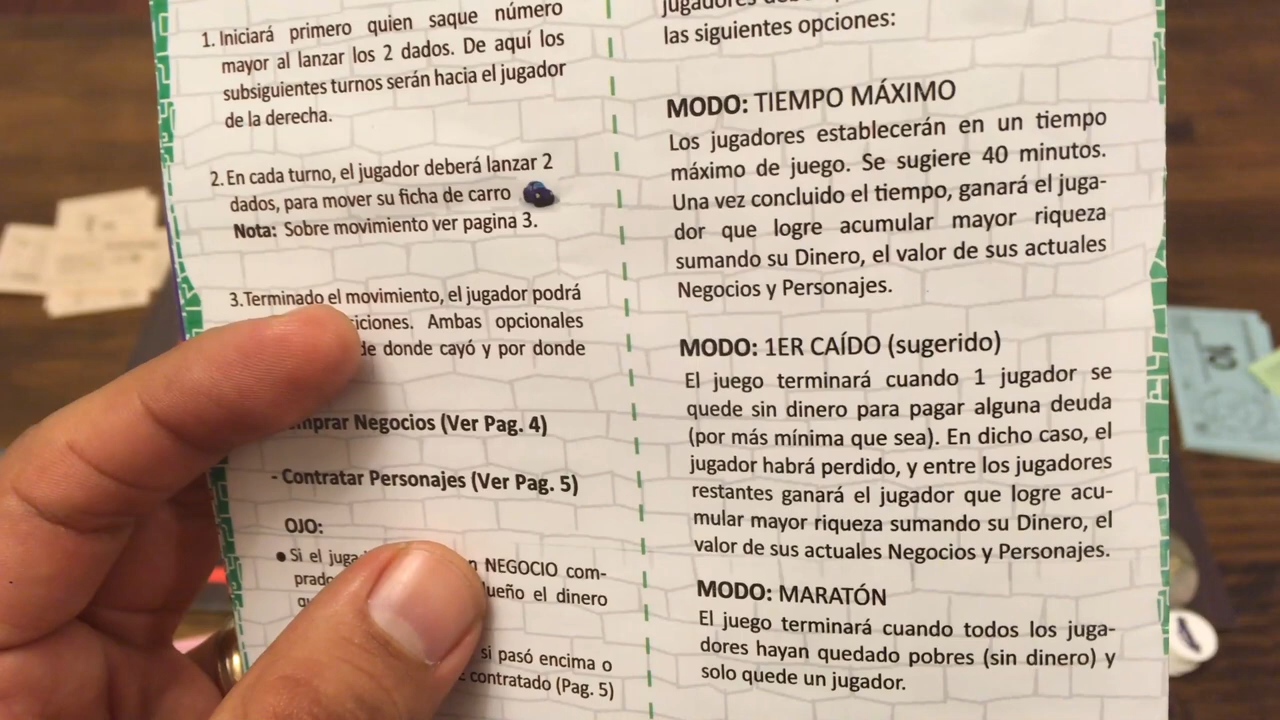 1. Iniciará primero quien saque número
mayor al lanzar los 2 dados. De aquí los
subsiguientes turnos serán hacia el jugador
de la derecha.
2. En cada turno, el jugador deberá lanzar 2
dados, para mover su ficha de carro
Nota: Sobre movimiento ver pagina 3.
3.Terminado el movimiento, el jugador podrá
Ambas opcionales
de donde cayó y por donde
Negocios (Ver Pag. 4)
- Contratar Personajes (Ver Pag. 5)
OJO:
• Si el NEGOCIO com-
el dinero
si pasó encima o
contratado (Pag. 5)
las siguientes opciones:
MODO: TIEMPO MÁXIMO
Los jugadores establecerán en un tiempo
máximo de juego. Se sugiere 40 minutos.
Una vez concluido el tiempo, ganará el juga-
dor que logre acumular mayor riqueza
sumando su Dinero, el valor de sus actuales
Negocios y Personajes.
MODO: 1ER CAÍDO (sugerido)
El juego terminará cuando 1 jugador se
quede sin dinero para pagar alguna deuda
(por más mínima que sea). En dicho caso, el
jugador habrá perdido, y entre los jugadores
restantes ganará el jugador que logre acu-
mular mayor riqueza sumando su Dinero, el
valor de sus actuales Negocios y Personajes.
MODO: MARATÓN
El juego terminará cuando todos los juga-
dores hayan quedado pobres (sin dinero) y
solo quede un jugador.